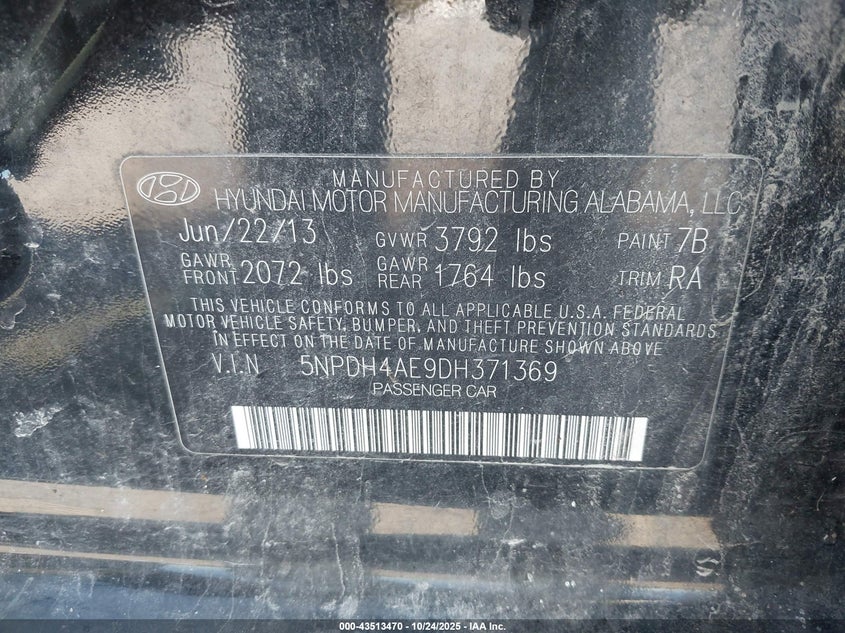 MANUFACTURED BY
HYUNDAI MOTOR MANUFACTURING ALABAMA, LLC
Jun/22/13 GVWR 3792 lbs PAINT 7B
GAWR FRONT 2072 lbs GAWR REAR 1764 lbs TRIM RA
THIS VEHICLE CONFORMS TO ALL APPLICABLE U.S.A. FEDERAL
MOTOR VEHICLE SAFETY, BUMPER, AND THEFT PREVENTION STANDARDS
IN EFFECT ON THE DATE OF MANUFACTURE SHOWN ABOVE
V.I.N 5NPDH4AE9DH371369
PASSENGER CAR
000-43513470 - 10/24/2025 - IAA Inc.